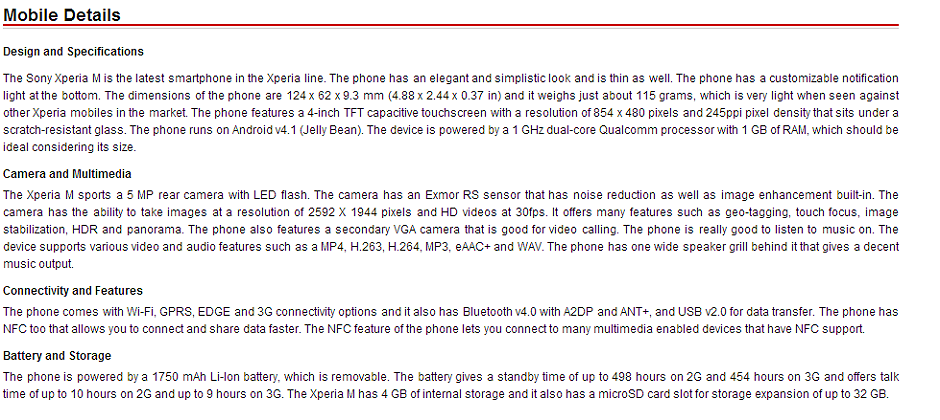 Mobile Details
Design and Specifications
The Sony Xperia M is the latest smartphone in the Xperia line. The phone has an elegant and simplistic look and is thin as well. The phone has a customizable notification
light at the bottom. The dimensions of the phone are 124 x 62 x 9.3 mm (4.88 x 2.44 x 0.37 in) and it weighs just about 115 grams, which is very light when seen against
other Xperia mobiles in the market. The phone features a 4-inch TFT capacitive touchscreen with a resolution of 854 x 480 pixels and 245ppi pixel density that sits under a
scratch-resistant glass. The phone runs on Android v4.1 (Jelly Bean). The device is powered by a 1 GHz dual-core Qualcomm processor with 1 GB of RAM, which should be
ideal considering its size.
Camera and Multimedia
The Xperia M sports a 5 MP rear camera with LED flash. The camera has an Exmor RS sensor that has noise reduction as well as image enhancement built-in. The
camera has the ability to take images at a resolution of 2592 X 1944 pixels and HD videos at 30fps. It offers many features such as geo-tagging, touch focus, image
stabilization, HDR and panorama. The phone also features a secondary VGA camera that is good for video calling. The phone is really good to listen to music on. The
device supports various video and audio features such as a MP4, H.263, H.264, MP3, eAAC+ and WAV. The phone has one wide speaker grill behind it that gives a decent
music output.
Connectivity and Features
The phone comes with Wi-Fi, GPRS, EDGE and 3G connectivity options and it also has Bluetooth v4.0 with A2DP and ANT+, and USB v2.0 for data transfer. The phone has
NFC too that allows you to connect and share data faster. The NFC feature of the phone lets you connect to many multimedia enabled devices that have NFC support.
Battery and Storage
The phone is powered by a 1750 mAh Li-Ion battery, which is removable. The battery gives a standby time of up to 498 hours on 2G and 454 hours on 3G and offers talk
time of up to 10 hours on 2G and up to 9 hours on 3G. The Xperia M has 4 GB of internal storage and it also has a microSD card slot for storage expansion of up to 32 GB.